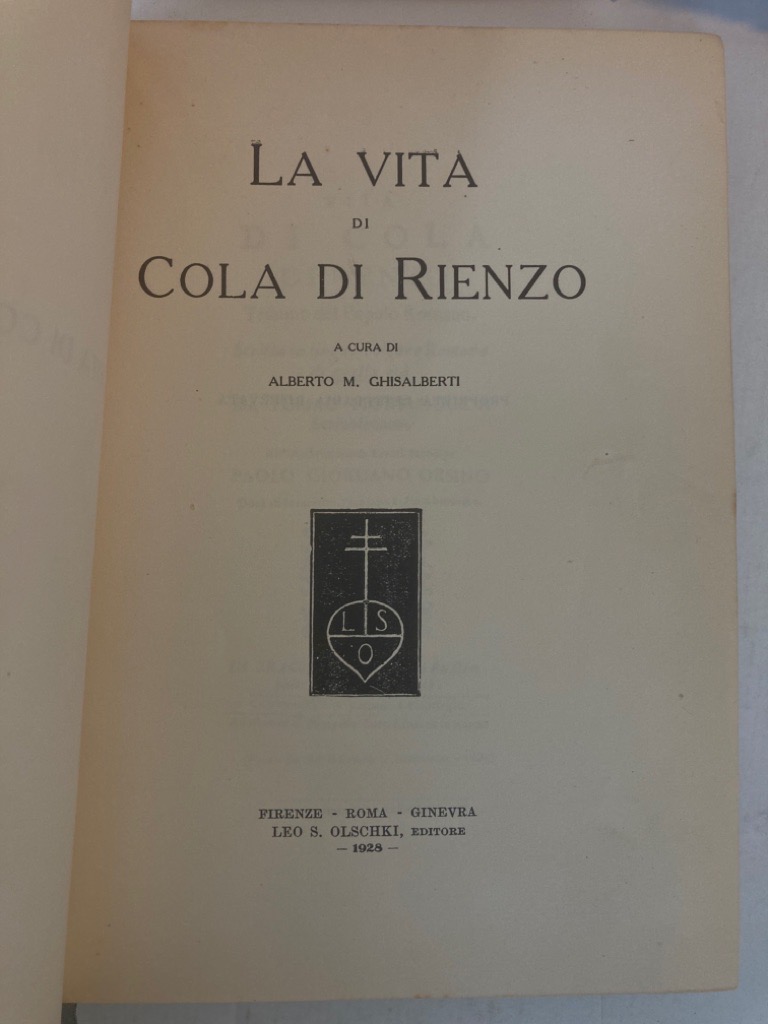 LA VITA
DI
COLA DI RIENZO
A CURA DI
ALBERTO M. GHISALBERTI
L S
O
FIRENZE - ROMA - GINEVRA
LEO S. OLSCHKI, EDITORE
— 1928 —